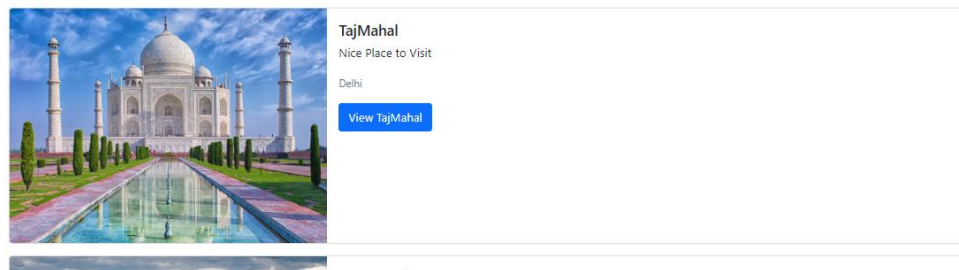 TajMahal
Nice Place to Visit
Delhi
View TajMahal